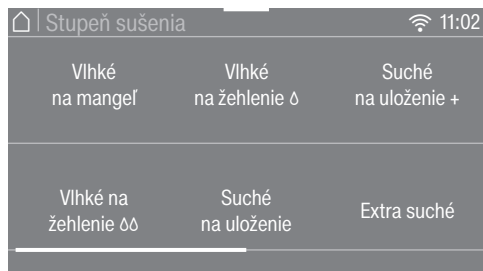 Stupeň sušenia 11:02
Vlhké
na mangeľ
Vlhké
na žehlenie
Suché
na uloženie +
Vlhké na
žehlenie
Suché
na uloženie
Extra suché